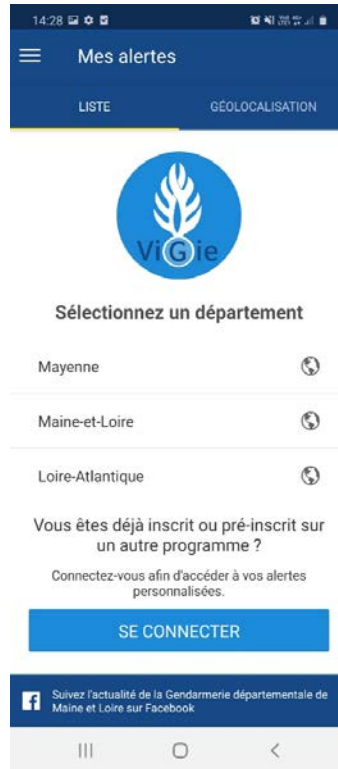 14:28
Mes alertes
LISTE
GÉOLOCALISATION
ViGie
Sélectionnez un département
Mayenne
Maine-et-Loire
Loire-Atlantique
Vous êtes déjà inscrit ou pré-inscrit sur
un autre programme ?
Connectez-vous afin d'accéder à vos alertes
personnalisées.
SE CONNECTER
Suivez l'actualité de la Gendarmerie départementale de
Maine et Loire sur Facebook